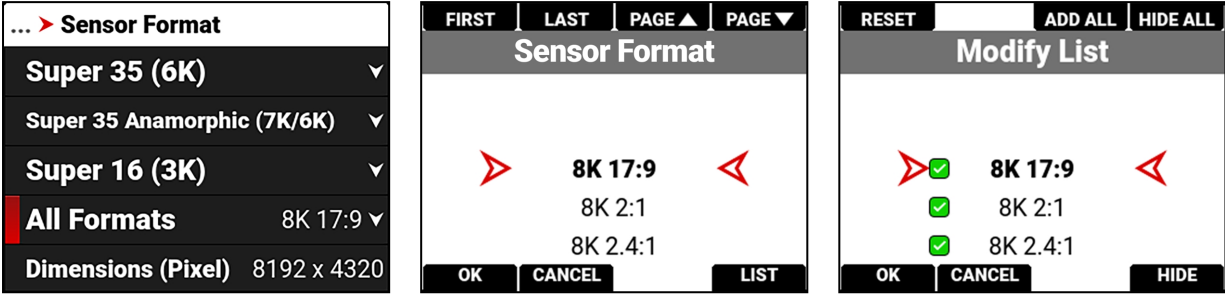 ... Sensor Format
Super 35 (6K)
Super 35 Anamorphic (7K/6K)
Super 16 (3K)
All Formats 8K 17:9
Dimensions (Pixel) 8192 x 4320
FIRST LAST PAGE▲ PAGE▼
Sensor Format
8K 17:9
8K 2:1
8K 2.4:1
OK CANCEL LIST
RESET ADD ALL HIDE ALL
Modify List
8K 17:9
8K 2:1
8K 2.4:1
OK CANCEL HIDE